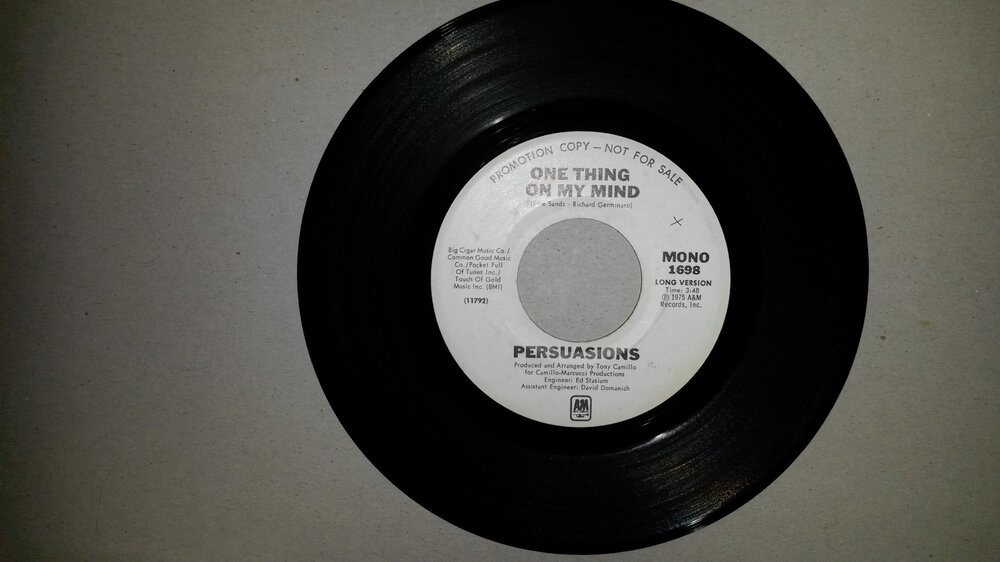 PROMOTION COPY — NOT FOR SALE
ONE THING
ON MY MIND
Sands - Richard Germinaro)
Big Cigar Music Co./
Common Good Music
Co./Pocket Full
Of Tunes Inc./
Touch Of Gold
Music Inc. (BMI)
(11792)
X
MONO
1698
LONG VERSION
Time: 3:48
Ⓟ 1975 A&M
Records, Inc.
PERSUASIONS
Produced and Arranged by Tony Camillo
for Camillo-Marcucci Productions
Engineer: Ed Stasium
Assistant Engineer: David Domanich
A&M